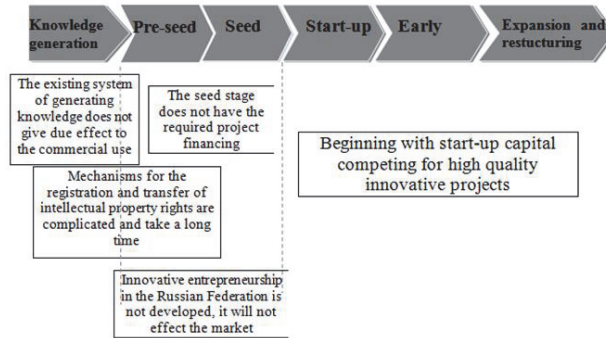 Knowledge
generation
Pre-seed
Seed
Start-up
Early
Expansion and
restucturing
The existing system
of generating
knowledge does not
give due effect to
the commercial use
The seed stage
does not have the
required project
financing
Beginning with start-up capital
competing for high quality
innovative projects
Mechanisms for the
registration and transfer of
intellectual property rights are
complicated and take a long
time
Innovative entrepreneurship
in the Russian Federation is
not developed, it will not
effect the market